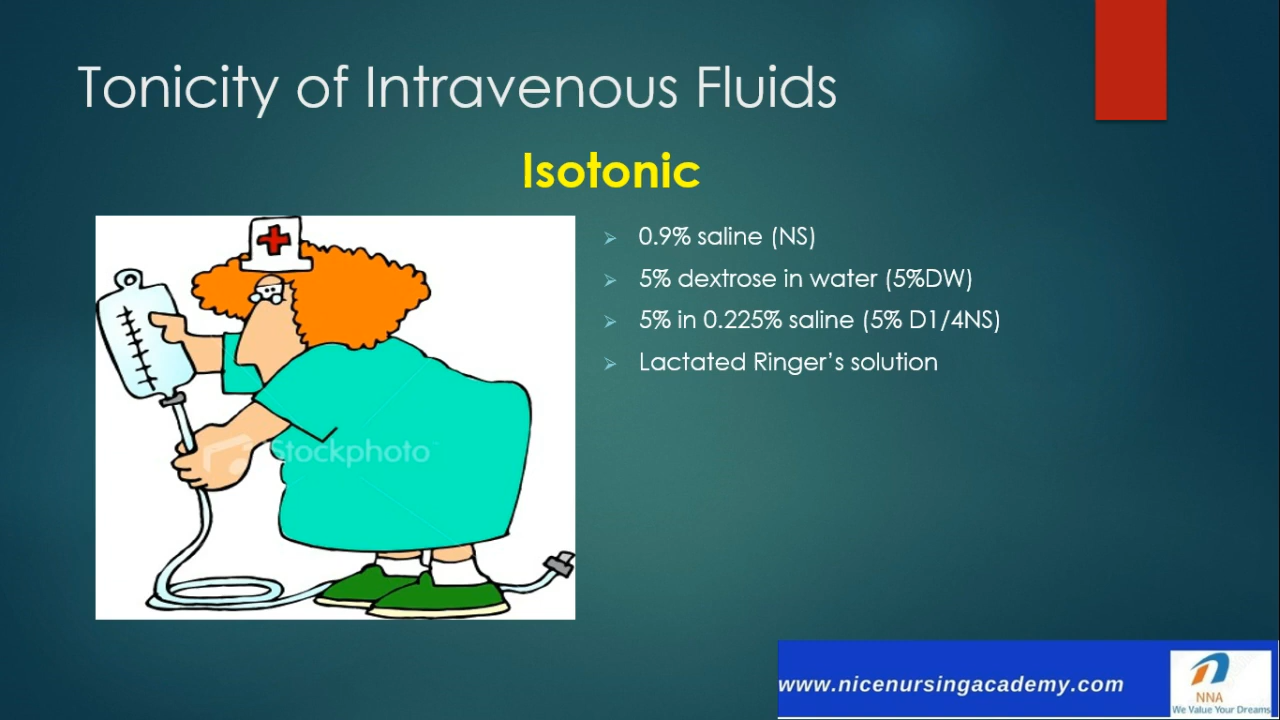 Tonicity of Intravenous Fluids
Isotonic
0.9% saline (NS)
5% dextrose in water (5%DW)
5% in 0.225% saline (5% D1/4NS)
Lactated Ringer's solution
iStockphoto
www.nicenursingacademy.com
NNA
We Value Your Dreams